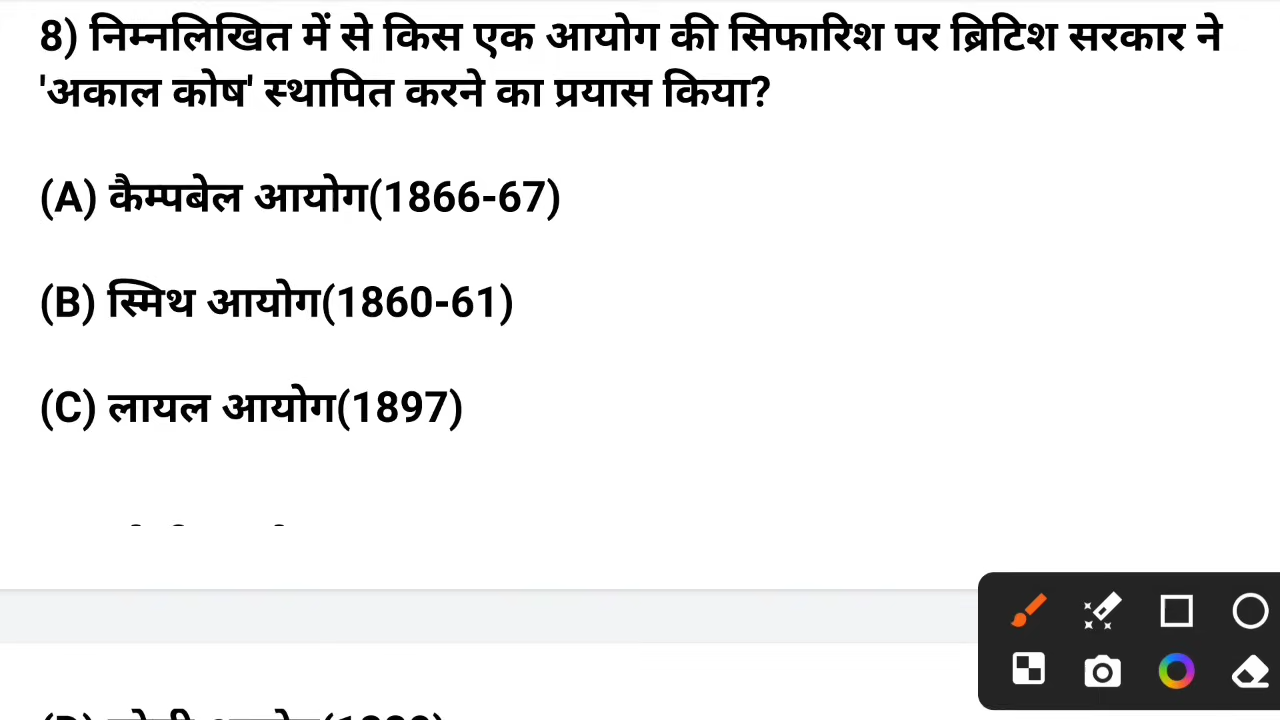 8) निम्नलिखित में से किस एक आयोग की सिफारिश पर ब्रिटिश सरकार ने
'अकाल कोष' स्थापित करने का प्रयास किया?
(A) कैम्पबेल आयोग(1866-67)
(B) स्मिथ आयोग(1860-61)
(C) लायल आयोग(1897)